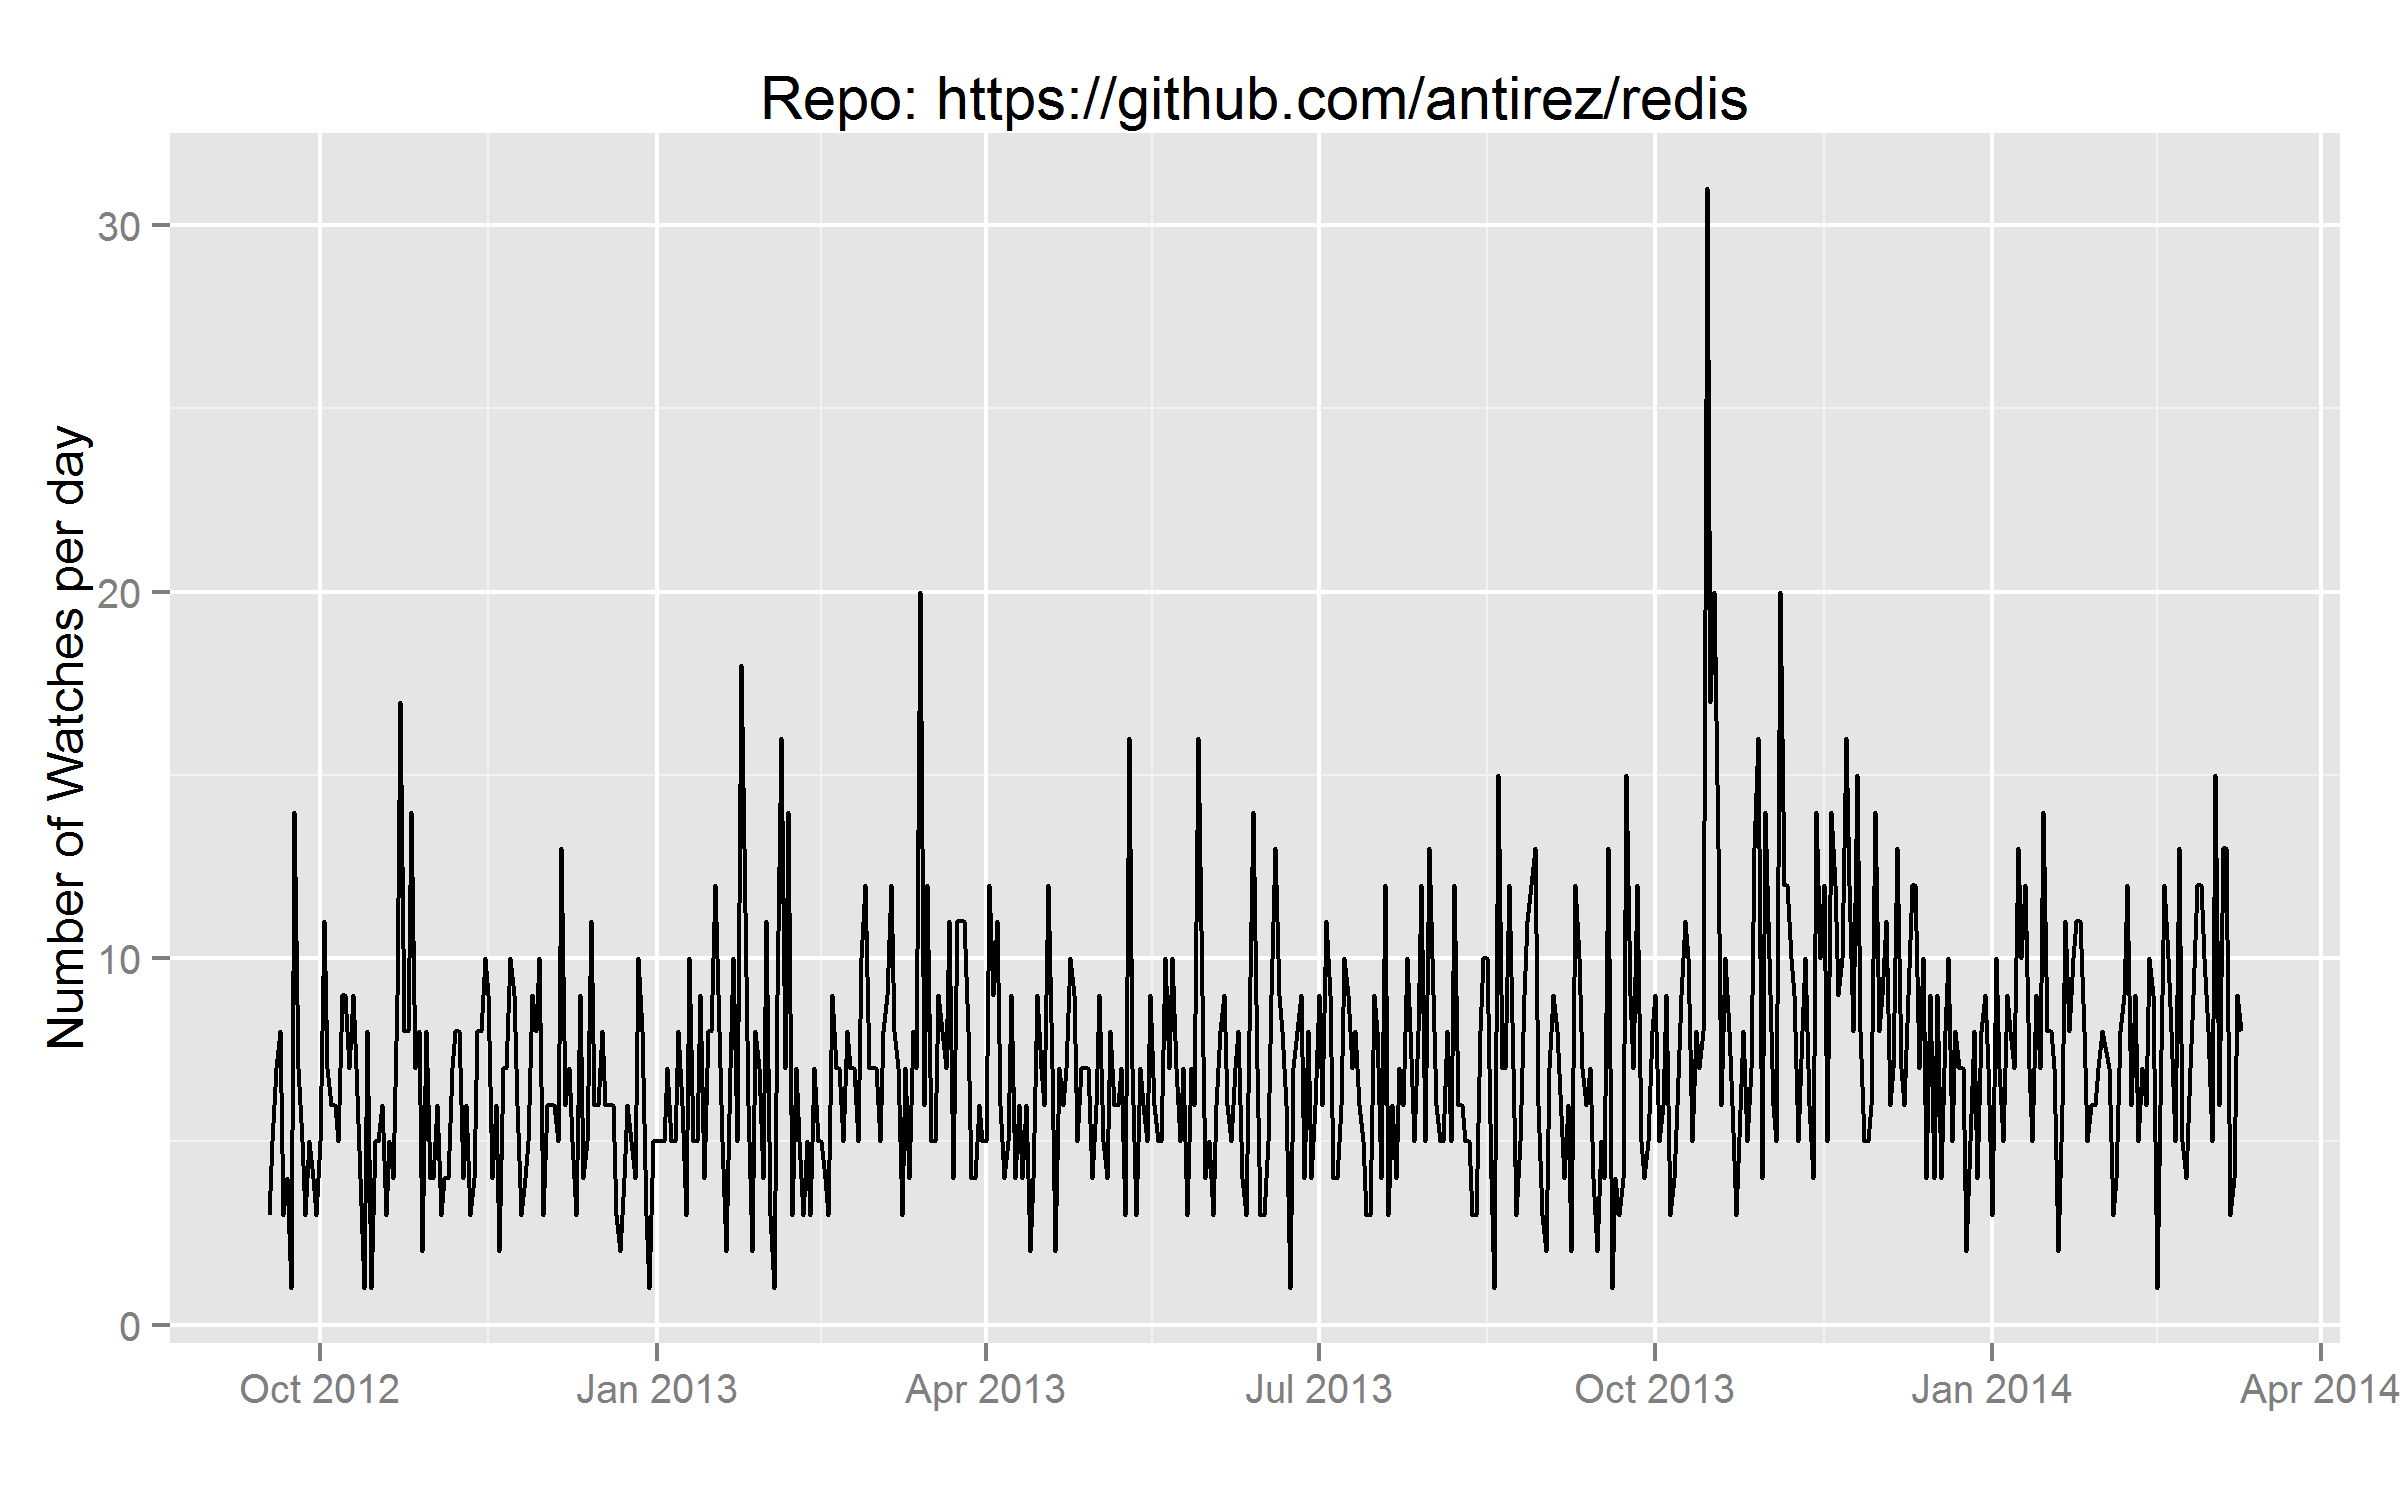 Repo: https://github.com/antirez/redis
Number of Watches per day
30
20
10
0
Oct 2012
Jan 2013
Apr 2013
Jul 2013
Oct 2013
Jan 2014
Apr 2014